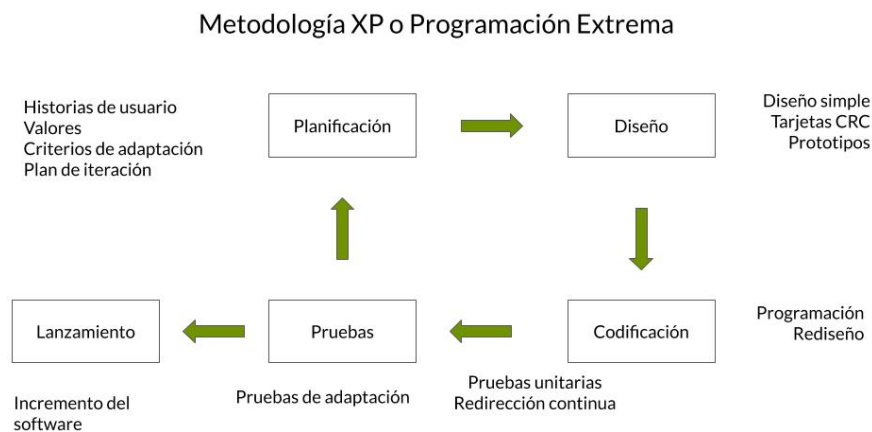 Metodología XP o Programación Extrema
Historias de usuario
Valores
Criterios de adaptación
Plan de iteración
Planificación
Diseño
Diseño simple
Tarjetas CRC
Prototipos
Lanzamiento
Pruebas
Codificación
Programación
Rediseño
Incremento del
software
Pruebas de adaptación
Pruebas unitarias
Redirección continua